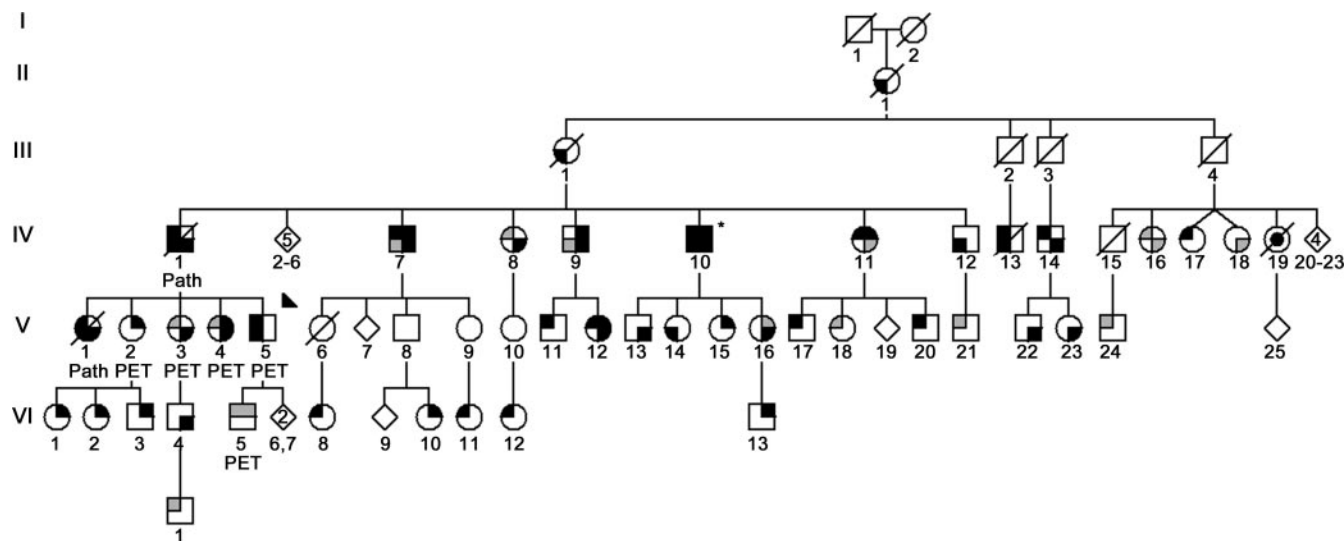 I
1 2
II
1
III
1 2 3 4
IV
5 *
4
1 2-6 7 8 9 10 11 12 13 14 15 16 17 18 19 20-23
Path
V
1 2 3 4 5 6 7 8 9 10 11 12 13 14 15 16 17 18 19 20 21 22 23 24 25
Path PET PET PET PET
VI
2
1 2 3 4 5 6,7 8 9 10 11 12 13
PET
1